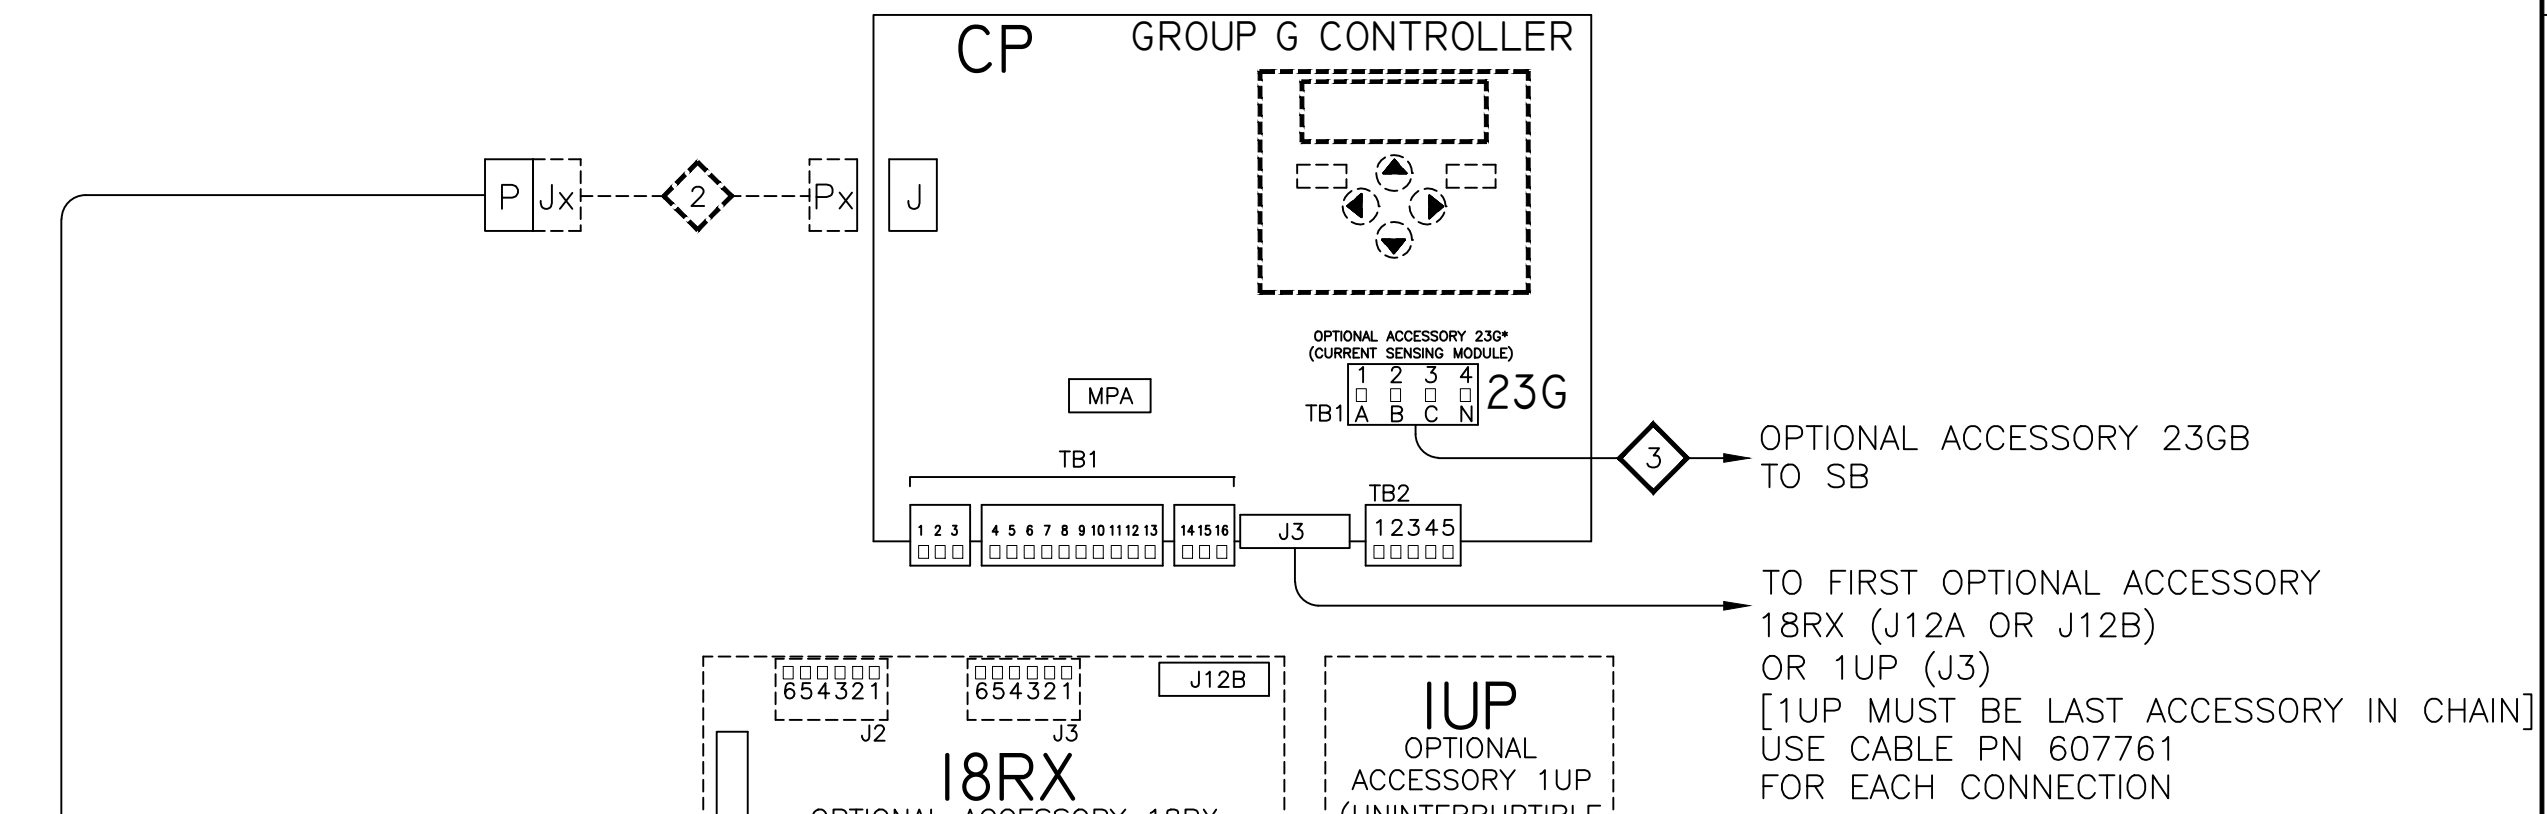 CP
GROUP G CONTROLLER
P
Jx
2
Px
J
OPTIONAL ACCESSORY 23G*
(CURRENT SENSING MODULE)
1 2 3 4
23G
TB1
A B C N
MPA
3
OPTIONAL ACCESSORY 23GB
TO SB
TB1
TB2
1 2 3
4 5 6 7 8 9 10 11 12 13
14 15 16
J3
12345
TO FIRST OPTIONAL ACCESSORY
18RX (J12A OR J12B)
OR 1UP (J3)
[1UP MUST BE LAST ACCESSORY IN CHAIN]
USE CABLE PN 607761
FOR EACH CONNECTION
654321
J2
654321
J3
J12B
18RX
OPTIONAL ACCESSORY 18RX
1UP
OPTIONAL
ACCESSORY 1UP
(UNINTERRUPTIBLE